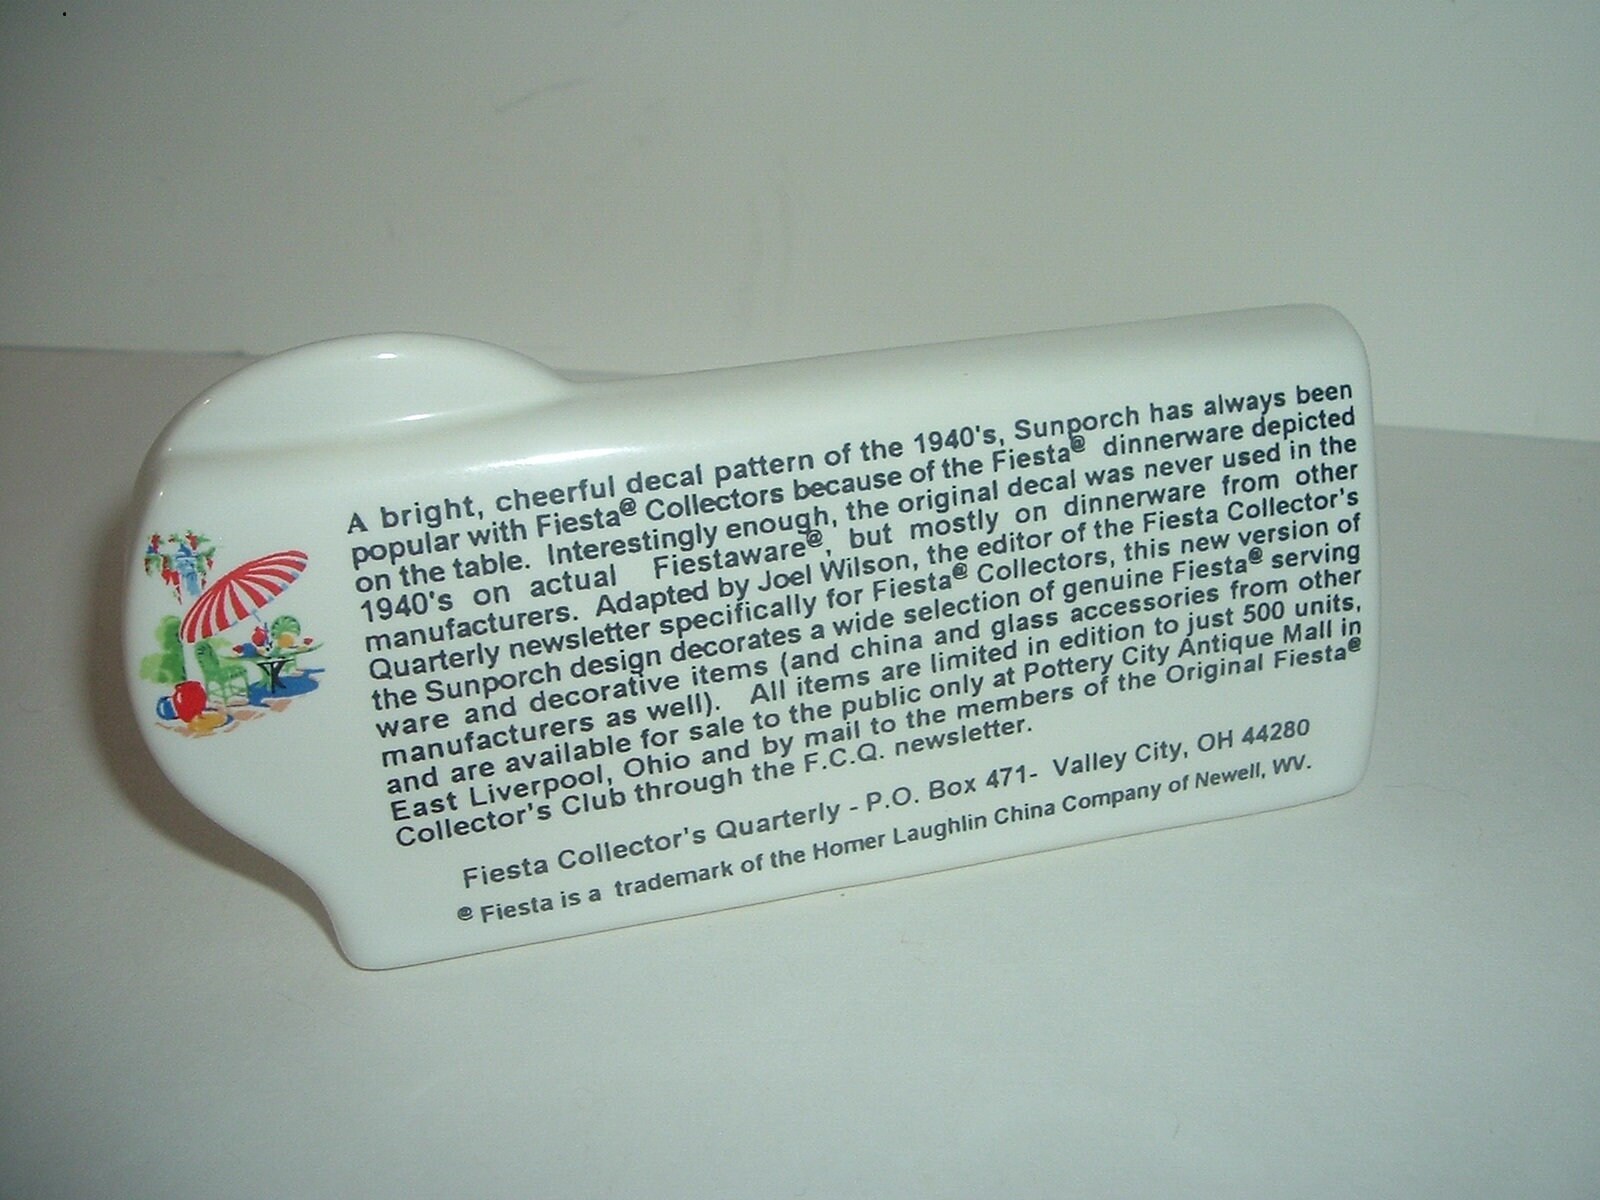 A bright, cheerful decal pattern of the 1940's, Sunporch has always been
popular with Fiesta® Collectors because of the Fiesta® dinnerware depicted
on the table. Interestingly enough, the original decal was never used in the
1940's on actual Fiestaware®, but mostly on dinnerware from other
manufacturers. Adapted by Joel Wilson, the editor of the Fiesta Collector's
Quarterly newsletter specifically for Fiesta® Collectors, this new version of
the Sunporch design decorates a wide selection of genuine Fiesta® serving
ware and decorative items (and china and glass accessories from other
manufacturers as well). All items are limited in edition to just 500 units,
and are available for sale to the public only at Pottery City Antique Mall in
East Liverpool, Ohio and by mail to the members of the Original Fiesta®
Collector's Club through the F.C.Q. newsletter.
Fiesta Collector's Quarterly - P.O. Box 471- Valley City, OH 44280
® Fiesta is a trademark of the Homer Laughlin China Company of Newell, WV.